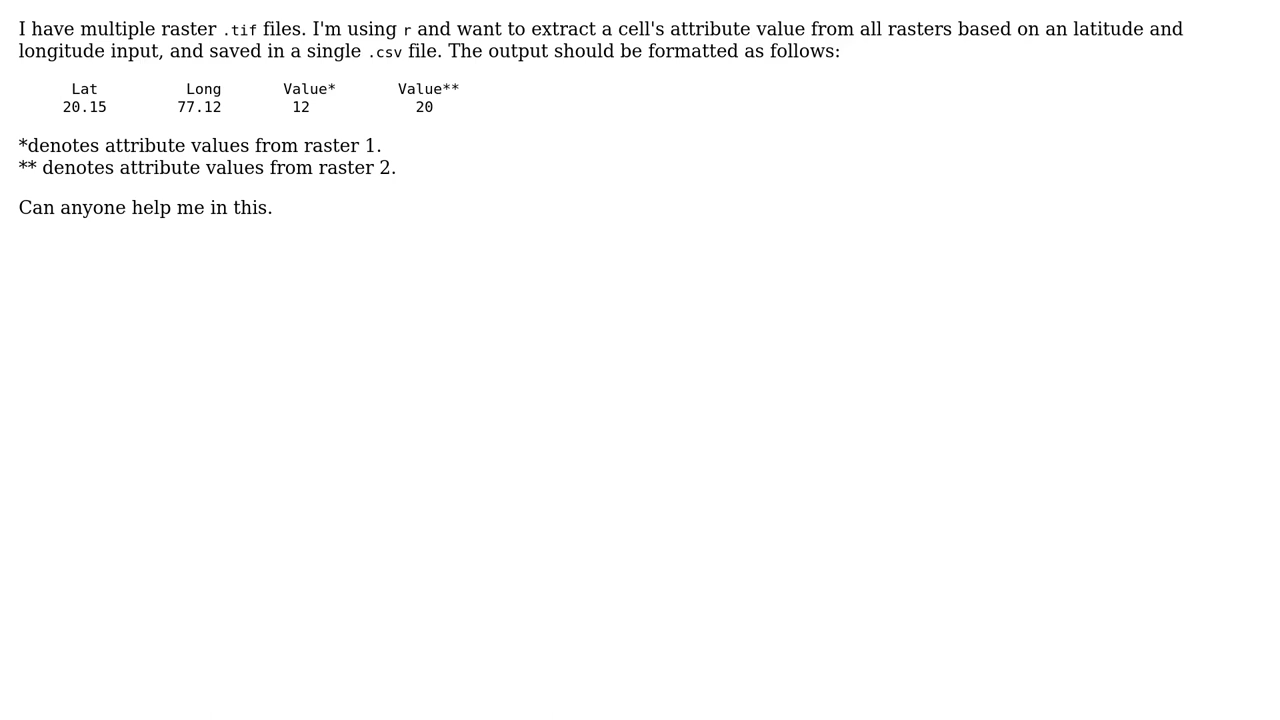 I have multiple raster .tif files. I'm using r and want to extract a cell's attribute value from all rasters based on an latitude and
longitude input, and saved in a single .csv file. The output should be formatted as follows:
Lat Long Value* Value**
20.15 77.12 12 20
*denotes attribute values from raster 1.
** denotes attribute values from raster 2.
Can anyone help me in this.